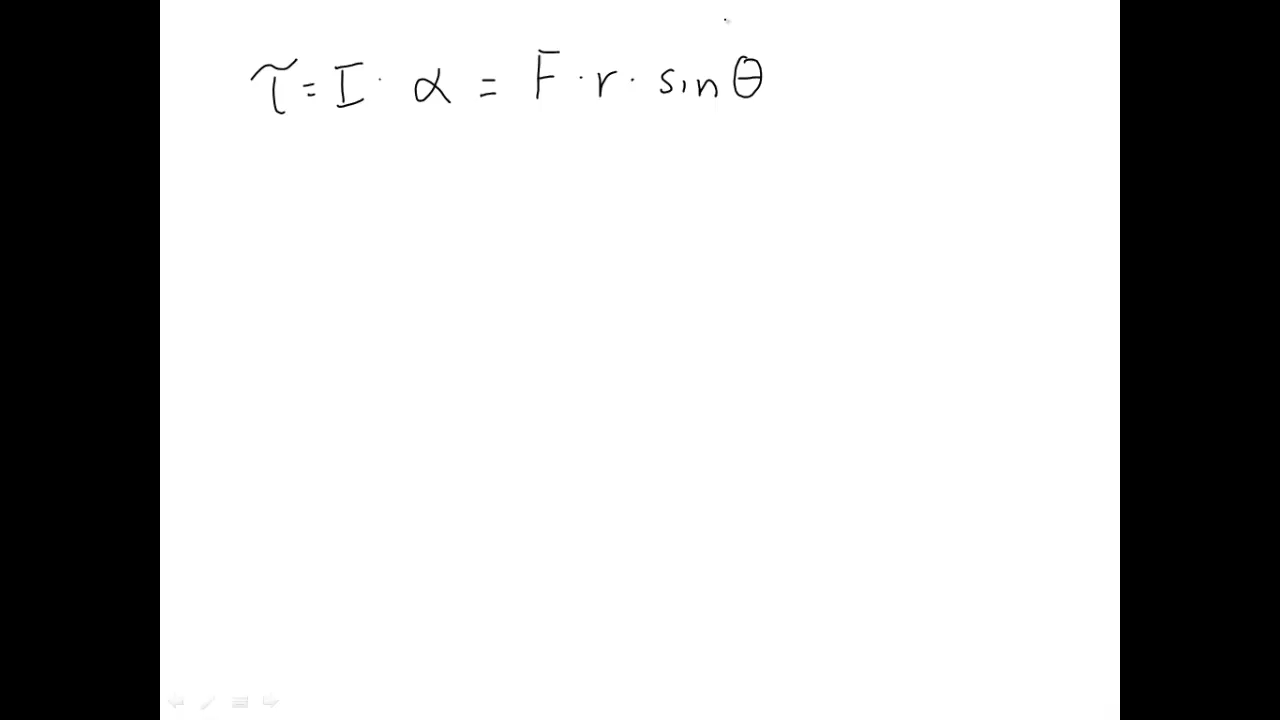 τ = I · α = F · r · sinθ